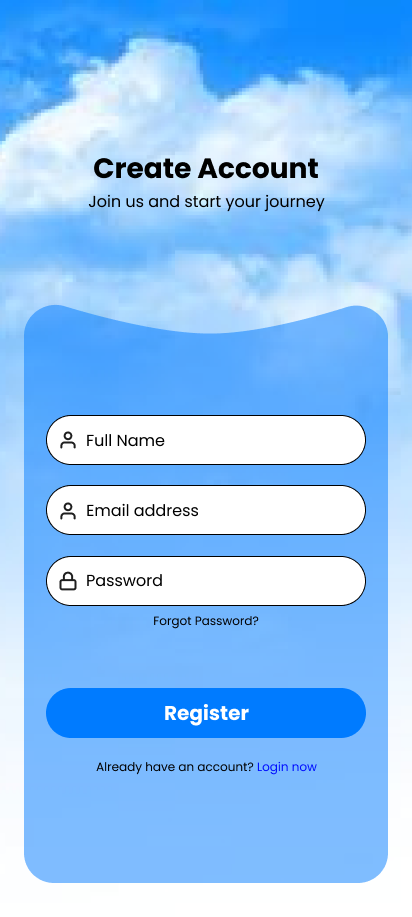 Create Account
Join us and start your journey
Full Name
Email address
Password
Forgot Password?
Register
Already have an account? Login now